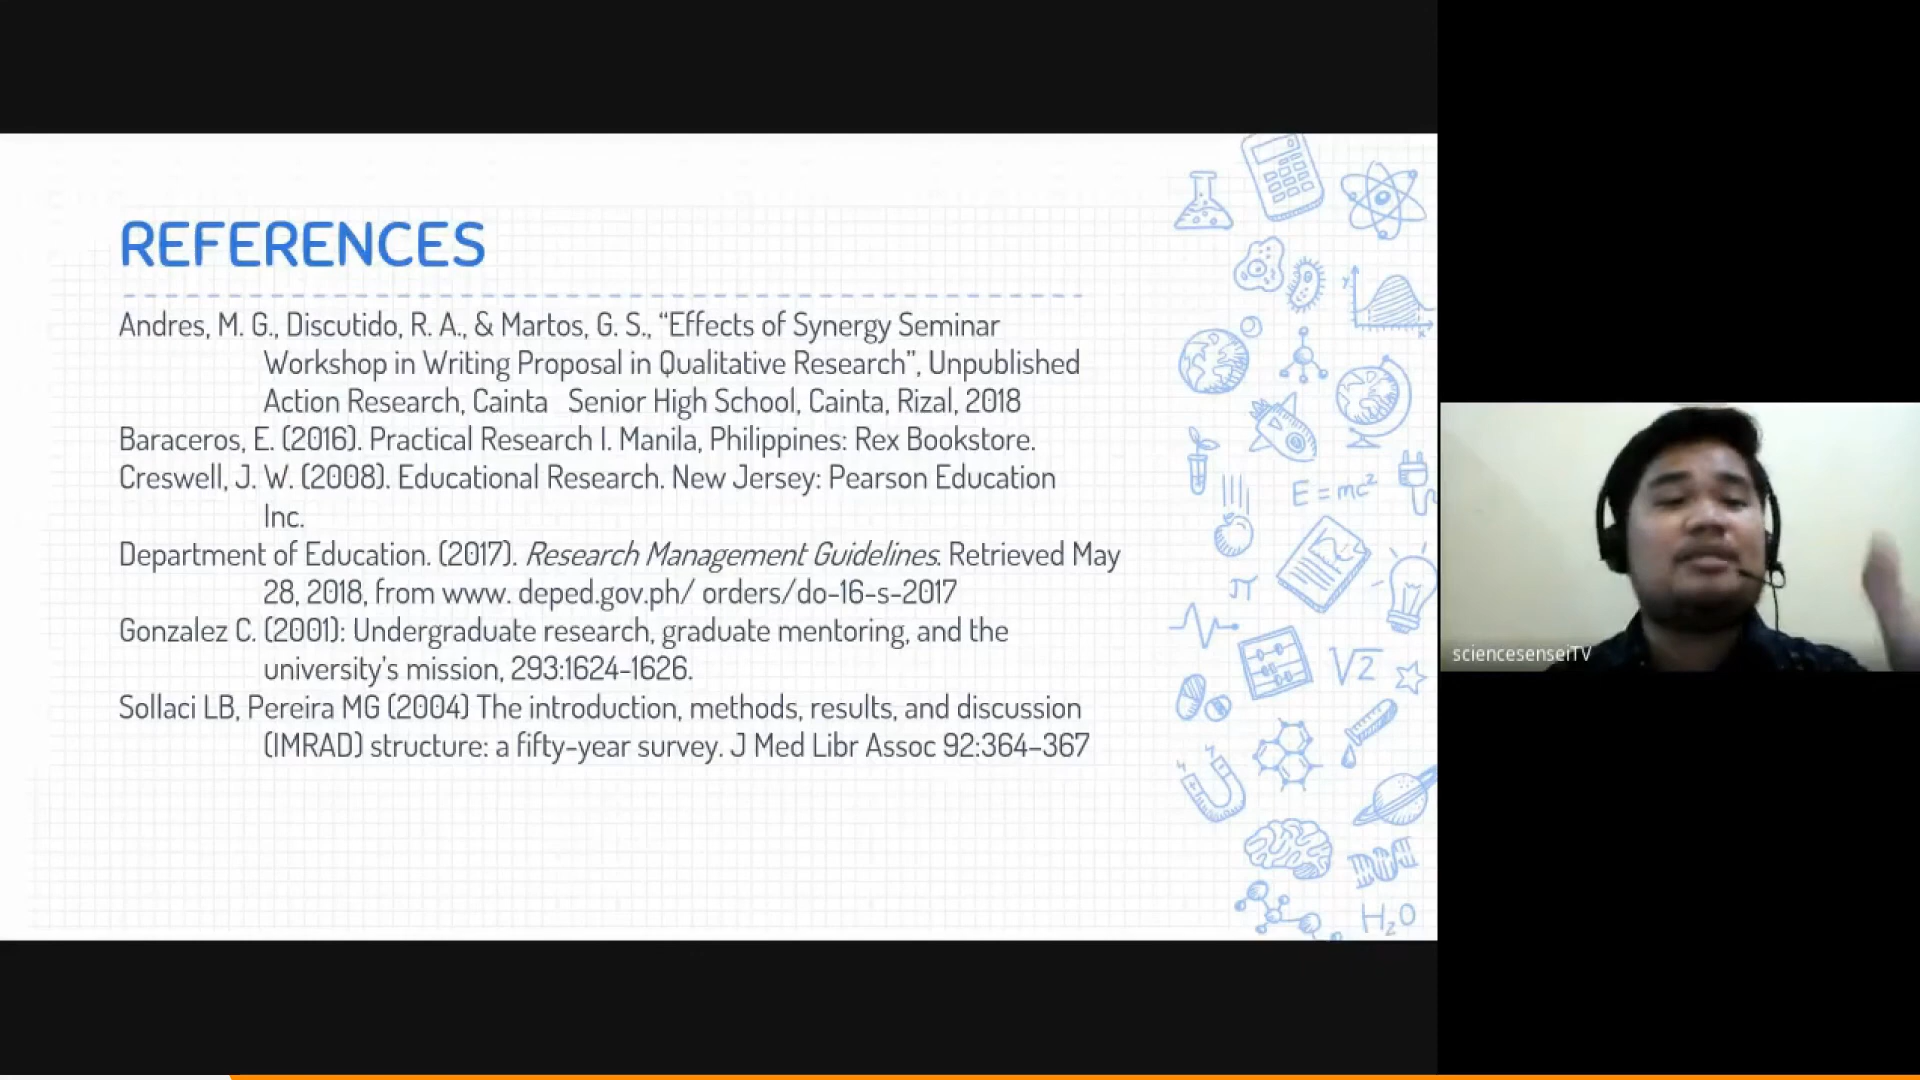 REFERENCES
Andres, M. G., Discutido, R. A., & Martos, G. S., “Effects of Synergy Seminar
Workshop in Writing Proposal in Qualitative Research”, Unpublished
Action Research, Cainta Senior High School, Cainta, Rizal, 2018
Baraceros, E. (2016). Practical Research I. Manila, Philippines: Rex Bookstore.
Creswell, J. W. (2008). Educational Research. New Jersey: Pearson Education
Inc.
Department of Education. (2017). Research Management Guidelines. Retrieved May
28, 2018, from www. deped.gov.ph/ orders/do-16-s-2017
Gonzalez C. (2001): Undergraduate research, graduate mentoring, and the
university’s mission, 293:1624-1626.
Sollaci LB, Pereira MG (2004) The introduction, methods, results, and discussion
(IMRAD) structure: a fifty-year survey. J Med Libr Assoc 92:364–367
y
x
E=mc²
π
√2
H₂O
sciencesenseiTV